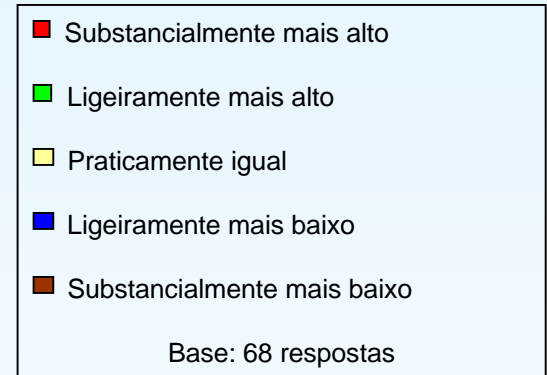 Substancialmente mais alto
Ligeiramente mais alto
Praticamente igual
Ligeiramente mais baixo
Substancialmente mais baixo
Base: 68 respostas